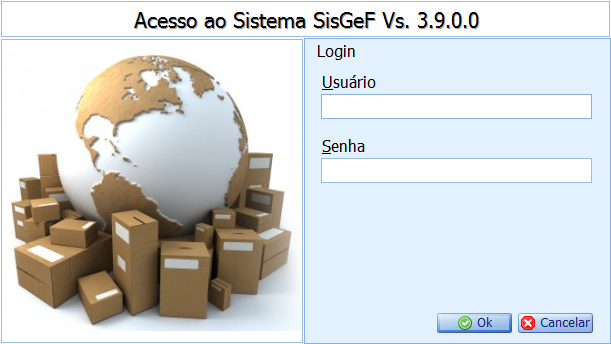 Acesso ao Sistema SisGeF Vs. 3.9.0.0
Login
Usuário
Senha
Ok
Cancelar